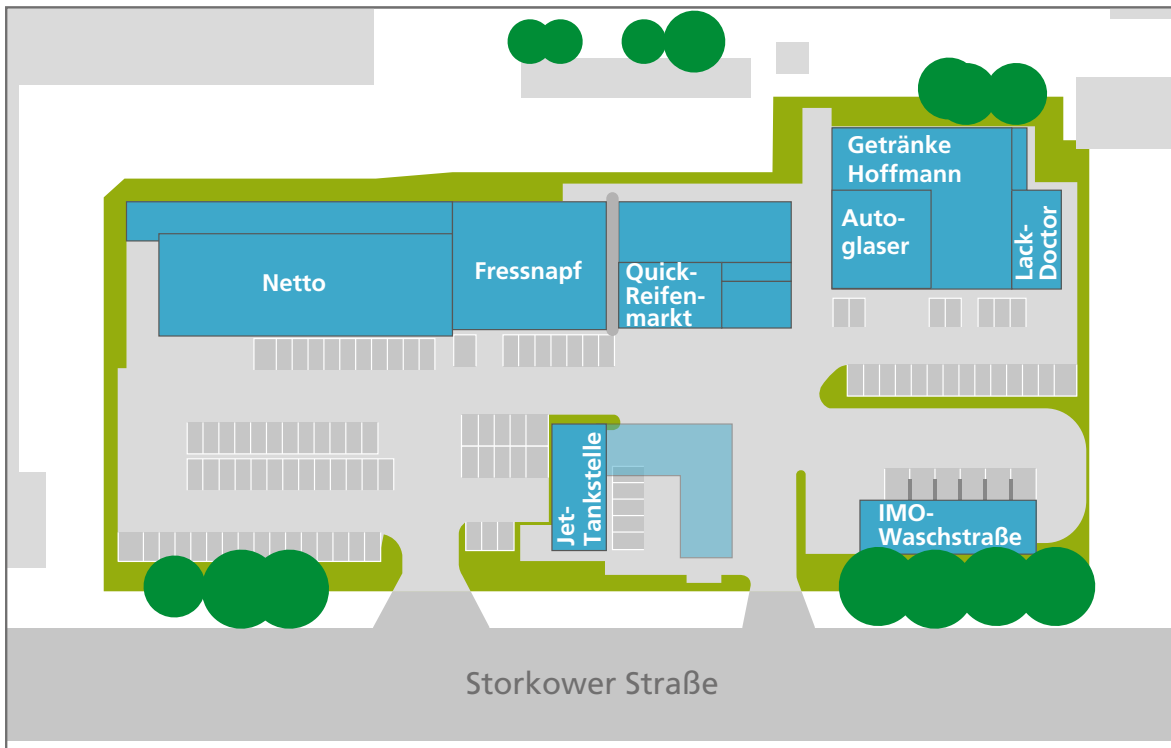 Getränke
Hoffmann
Auto-
glaser
Lack-
Doctor
Netto
Fressnapf
Quick-
Reifen-
markt
Jet-
Tankstelle
IMO-
Waschstraße
Storkower Straße